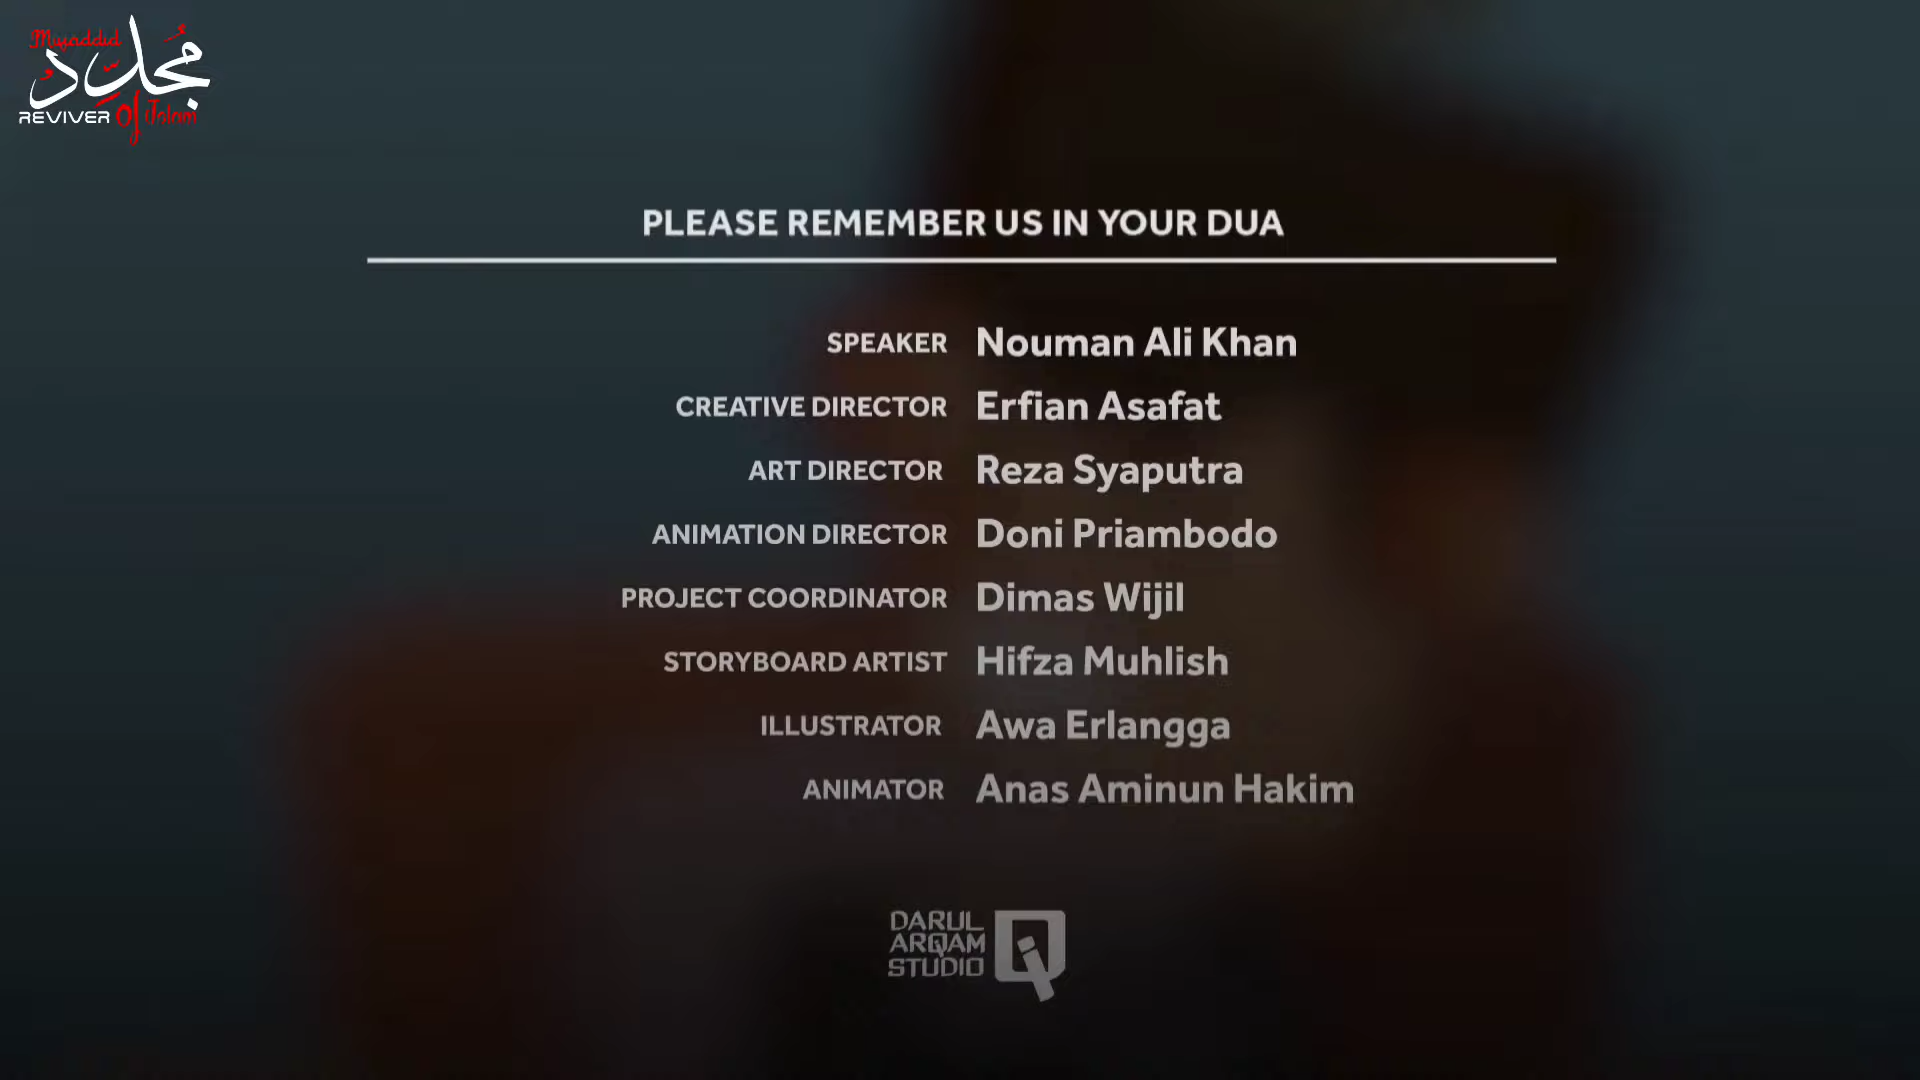 Mujaddid
مُجَدِّدُ
REVIVER Of Islam
PLEASE REMEMBER US IN YOUR DUA
SPEAKER Nouman Ali Khan
CREATIVE DIRECTOR Erfian Asafat
ART DIRECTOR Reza Syaputra
ANIMATION DIRECTOR Doni Priambodo
PROJECT COORDINATOR Dimas Wijil
STORYBOARD ARTIST Hifza Muhlish
ILLUSTRATOR Awa Erlangga
ANIMATOR Anas Aminun Hakim
DARUL
ARQAM
STUDIO